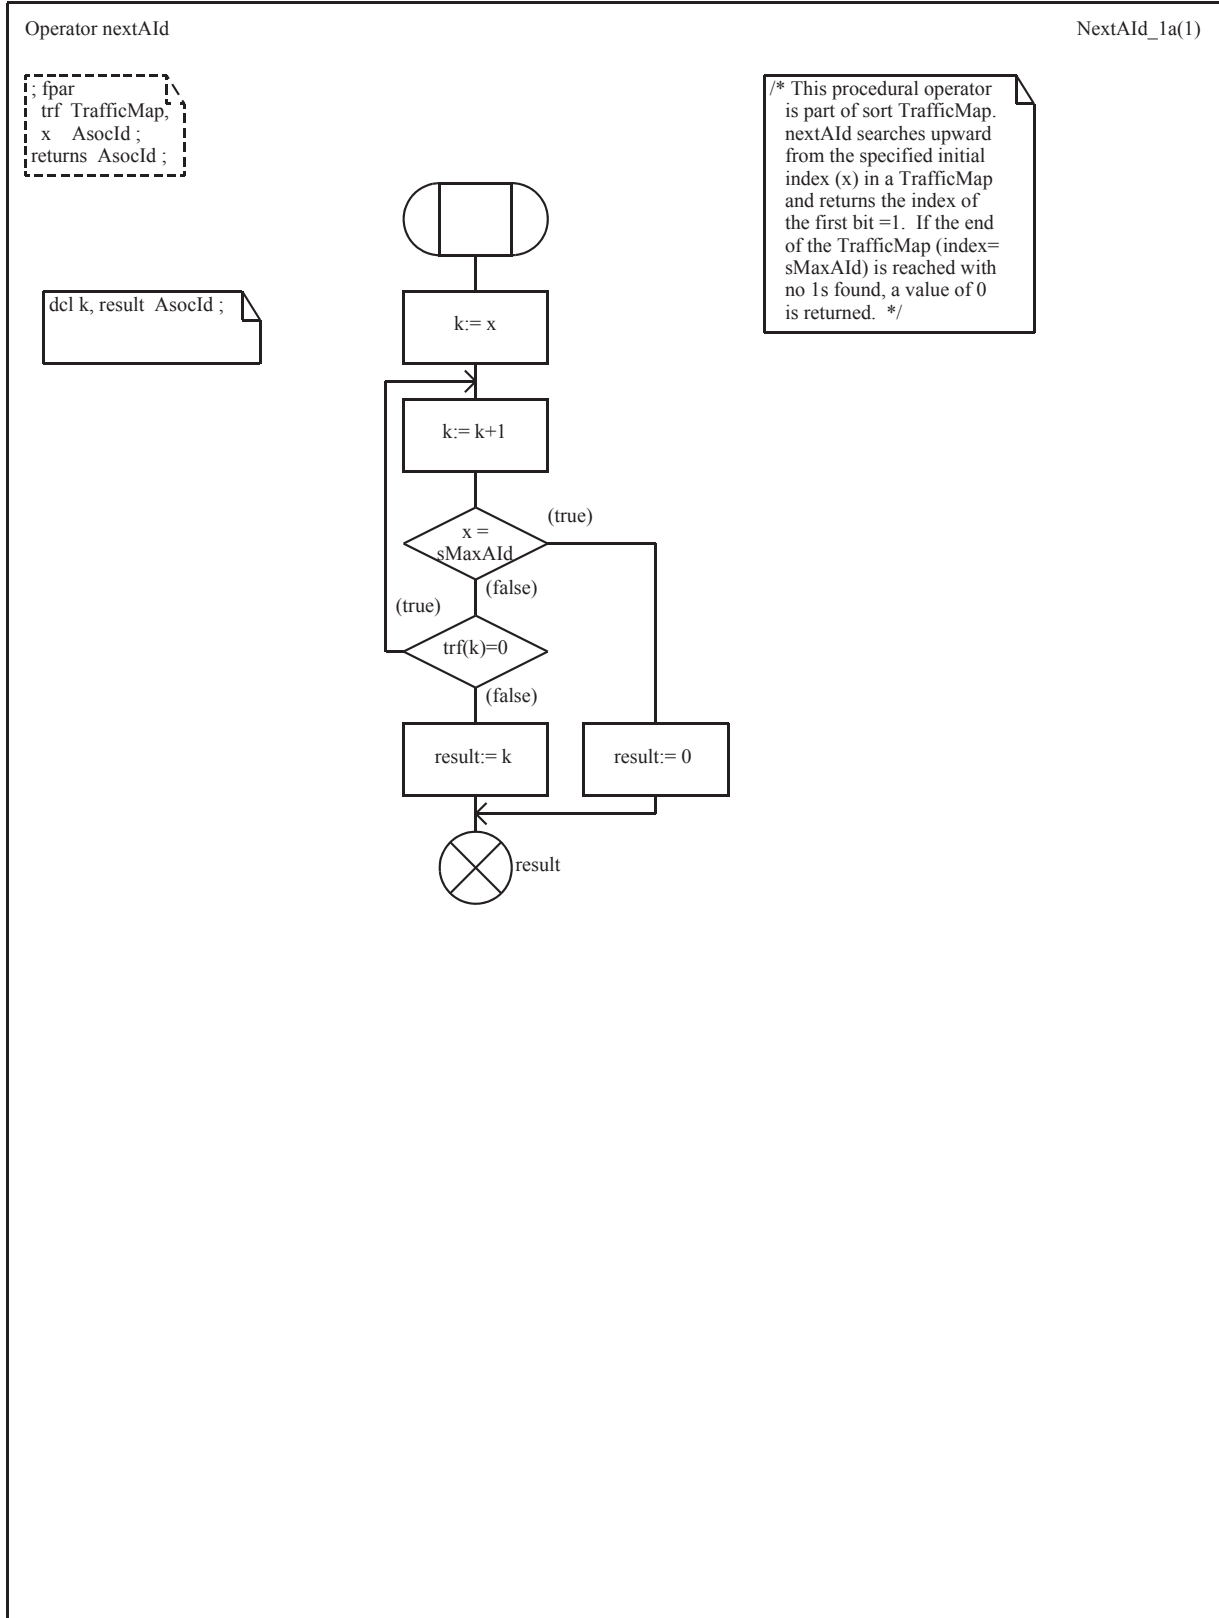 Operator nextAId
NextAId_1a(1)
; fpar
trf TrafficMap,
x AsocId ;
returns AsocId ;
/* This procedural operator
is part of sort TrafficMap.
nextAId searches upward
from the specified initial
index (x) in a TrafficMap
and returns the index of
the first bit =1. If the end
of the TrafficMap (index=
sMaxAId) is reached with
no 1s found, a value of 0
is returned. */
dcl k, result AsocId ;
k:= x
k:= k+1
x =
sMaxAId
(true)
(false)
(true)
trf(k)=0
(false)
result:= k
result:= 0
result